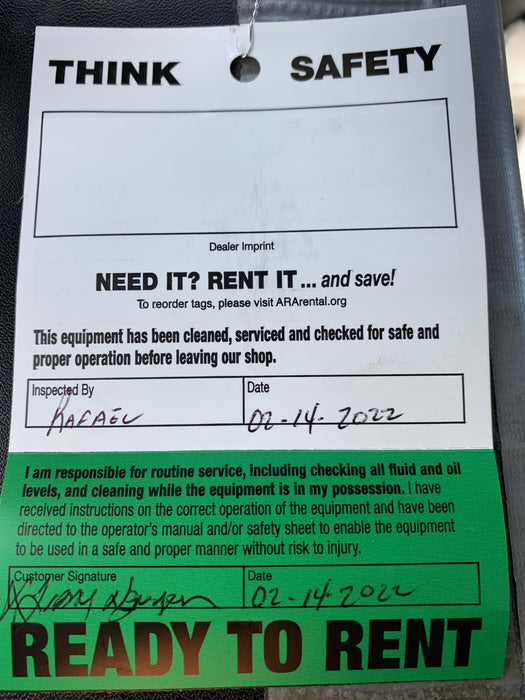 THINK SAFETY
Dealer Imprint
NEED IT? RENT IT ... and save!
To reorder tags, please visit ARArental.org
This equipment has been cleaned, serviced and checked for safe and
proper operation before leaving our shop.
Inspected By Date
RAFAEL 02-14-2022
I am responsible for routine service, including checking all fluid and oil
levels, and cleaning while the equipment is in my possession. I have
received instructions on the correct operation of the equipment and have been
directed to the operator's manual and/or safety sheet to enable the equipment
to be used in a safe and proper manner without risk to injury.
Customer Signature Date
02-14-2022
READY TO RENT